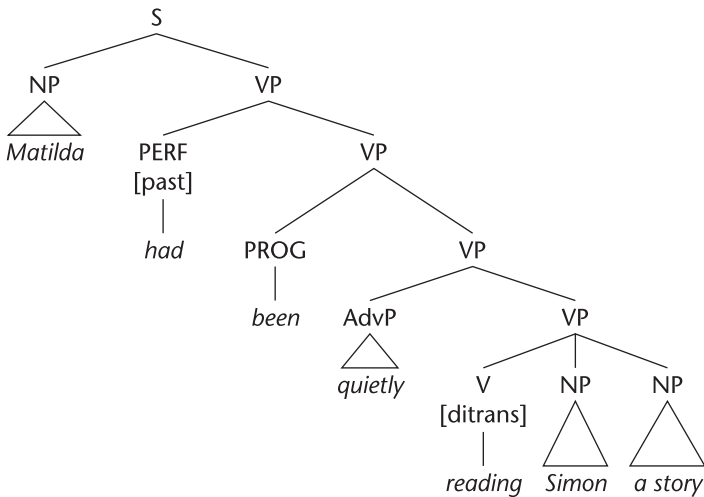 S
NP VP
Matilda PERF VP
[past]
had PROG VP
been AdvP VP
quietly V NP NP
[ditrans]
reading Simon a story